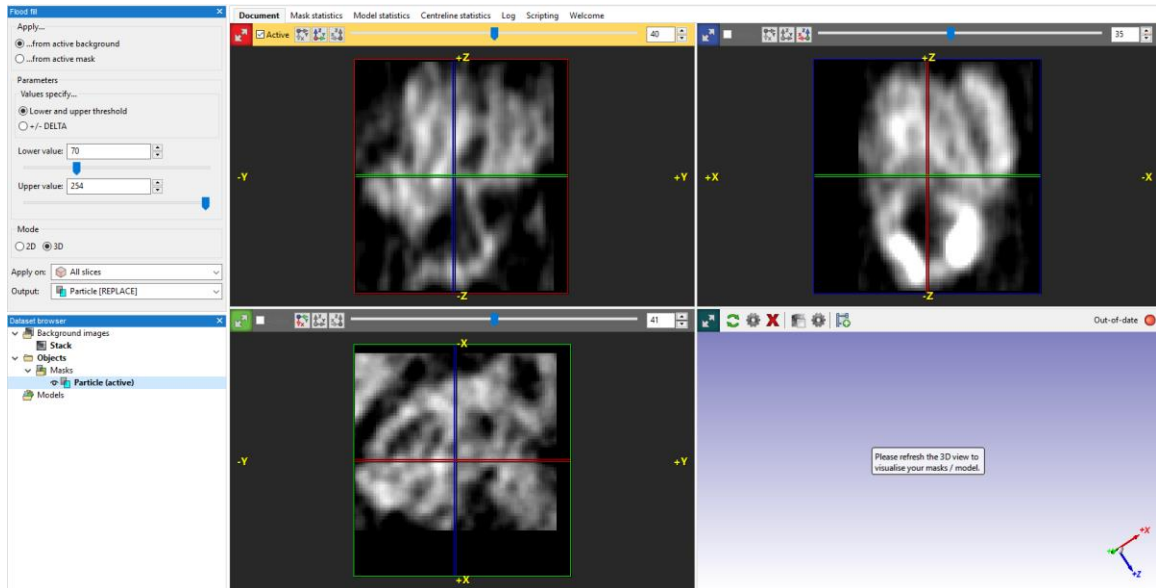 Flood fill
Apply...
...from active background
...from active mask
Parameters
Values specify...
Lower and upper threshold
+/- DELTA
Lower value: 70
Upper value: 254
Mode
2D 3D
Apply on: All slices
Output: Particle [REPLACE]
Dataset browser
Background images
Stack
Objects
Masks
Particle (active)
Models
Document Mask statistics Model statistics Centreline statistics Log Scripting Welcome
Active 40
+Z
-Y +Y
-Z
35
+Z
+X -X
-Z
41
-X
-Y +Y
+X
Out-of-date
Please refresh the 3D view to
visualise your masks / model.
+X
+Z